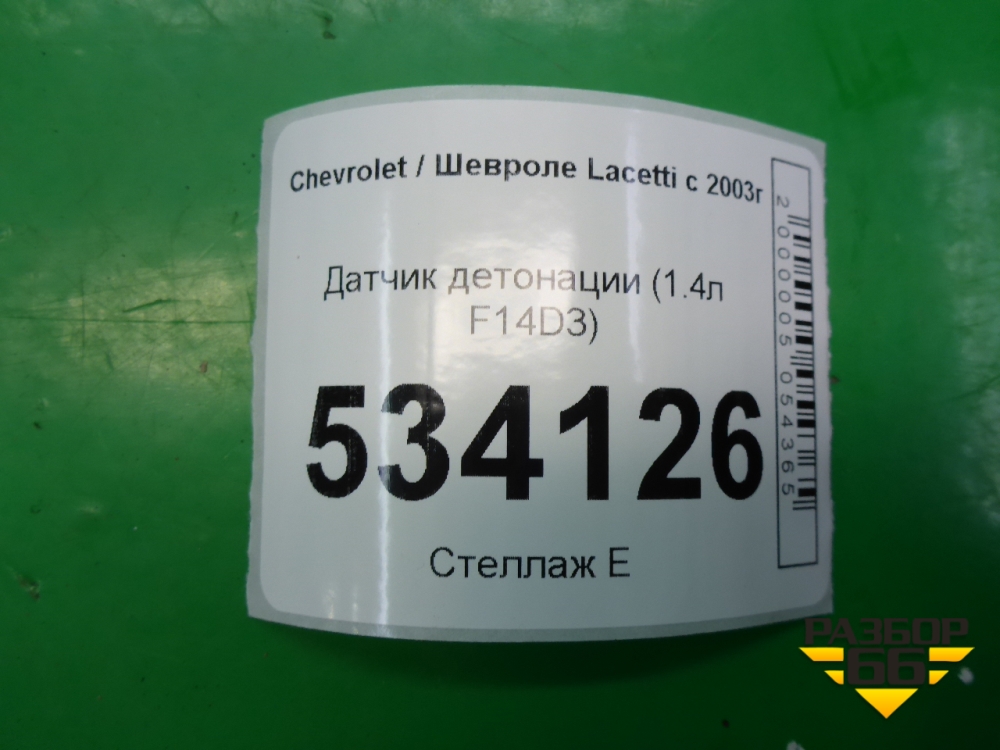 Chevrolet / Шевроле Lacetti с 2003г
Датчик детонации (1.4л
F14D3)
534126
Стеллаж Е
2000005054365
РАЗБОР
66